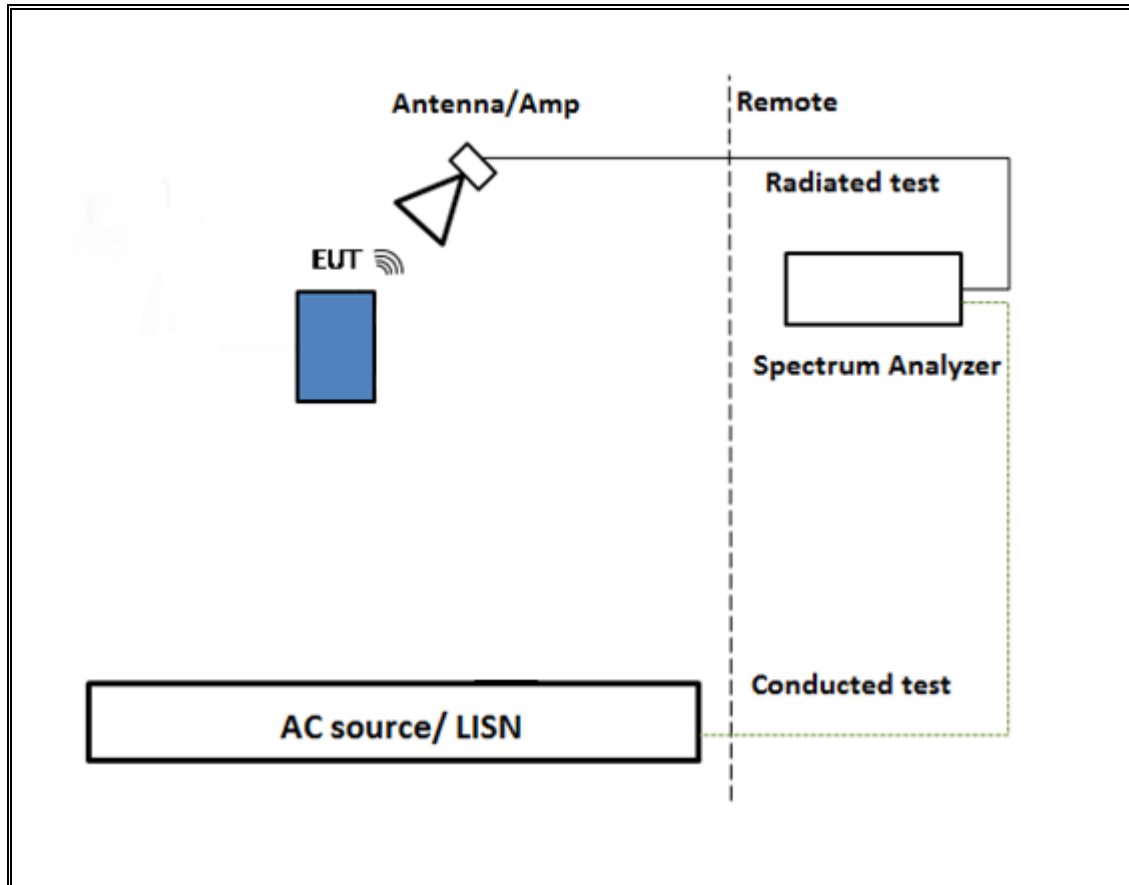 Antenna/Amp
Remote
Radiated test
EUT
Spectrum Analyzer
Conducted test
AC source/ LISN